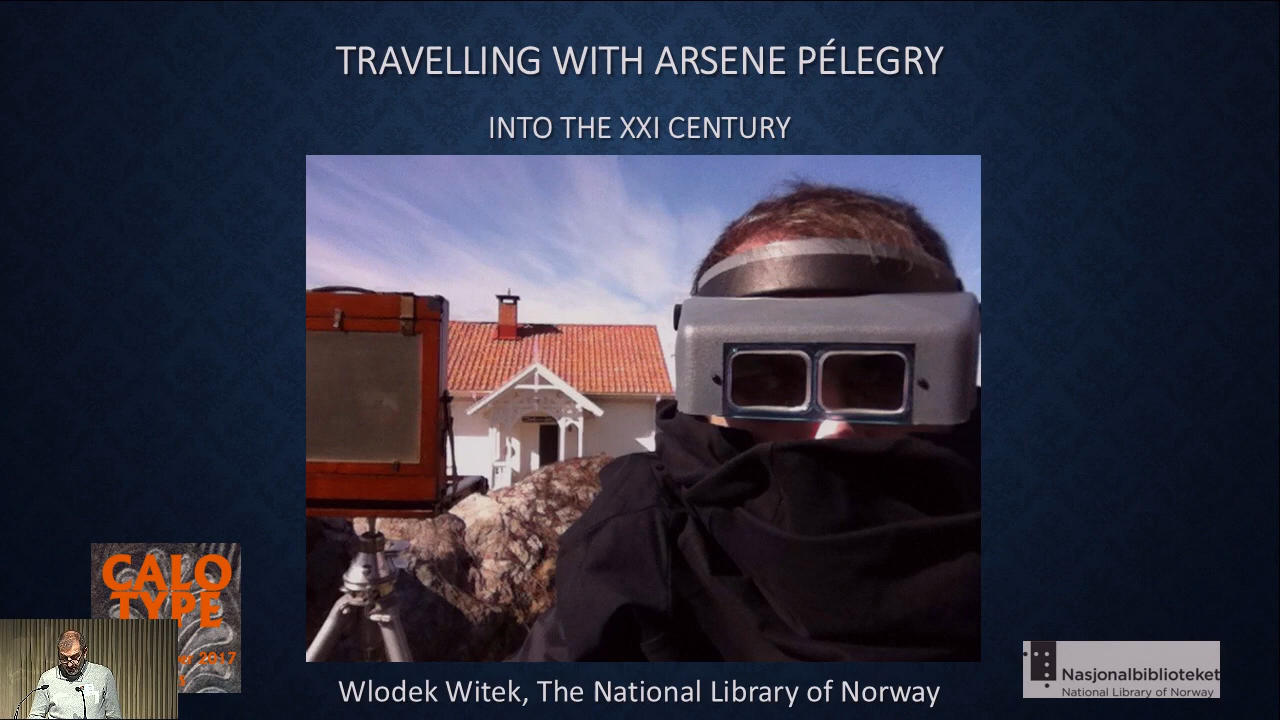 TRAVELLING WITH ARSENE PÉLEGRY
INTO THE XXI CENTURY
CALO
TYPE
2017
Nasjonalbiblioteket
National Library of Norway
Wlodek Witek, The National Library of Norway